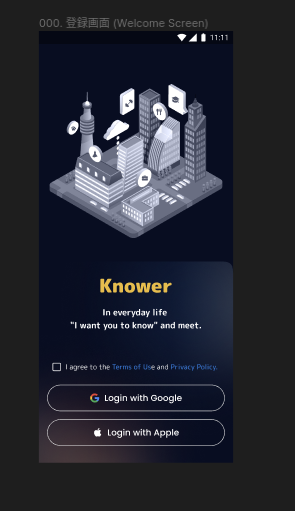 000. 登録画面 (Welcome Screen)
11:11
Knower
In everyday life
"I want you to know" and meet.
I agree to the Terms of Use and Privacy Policy.
Login with Google
Login with Apple